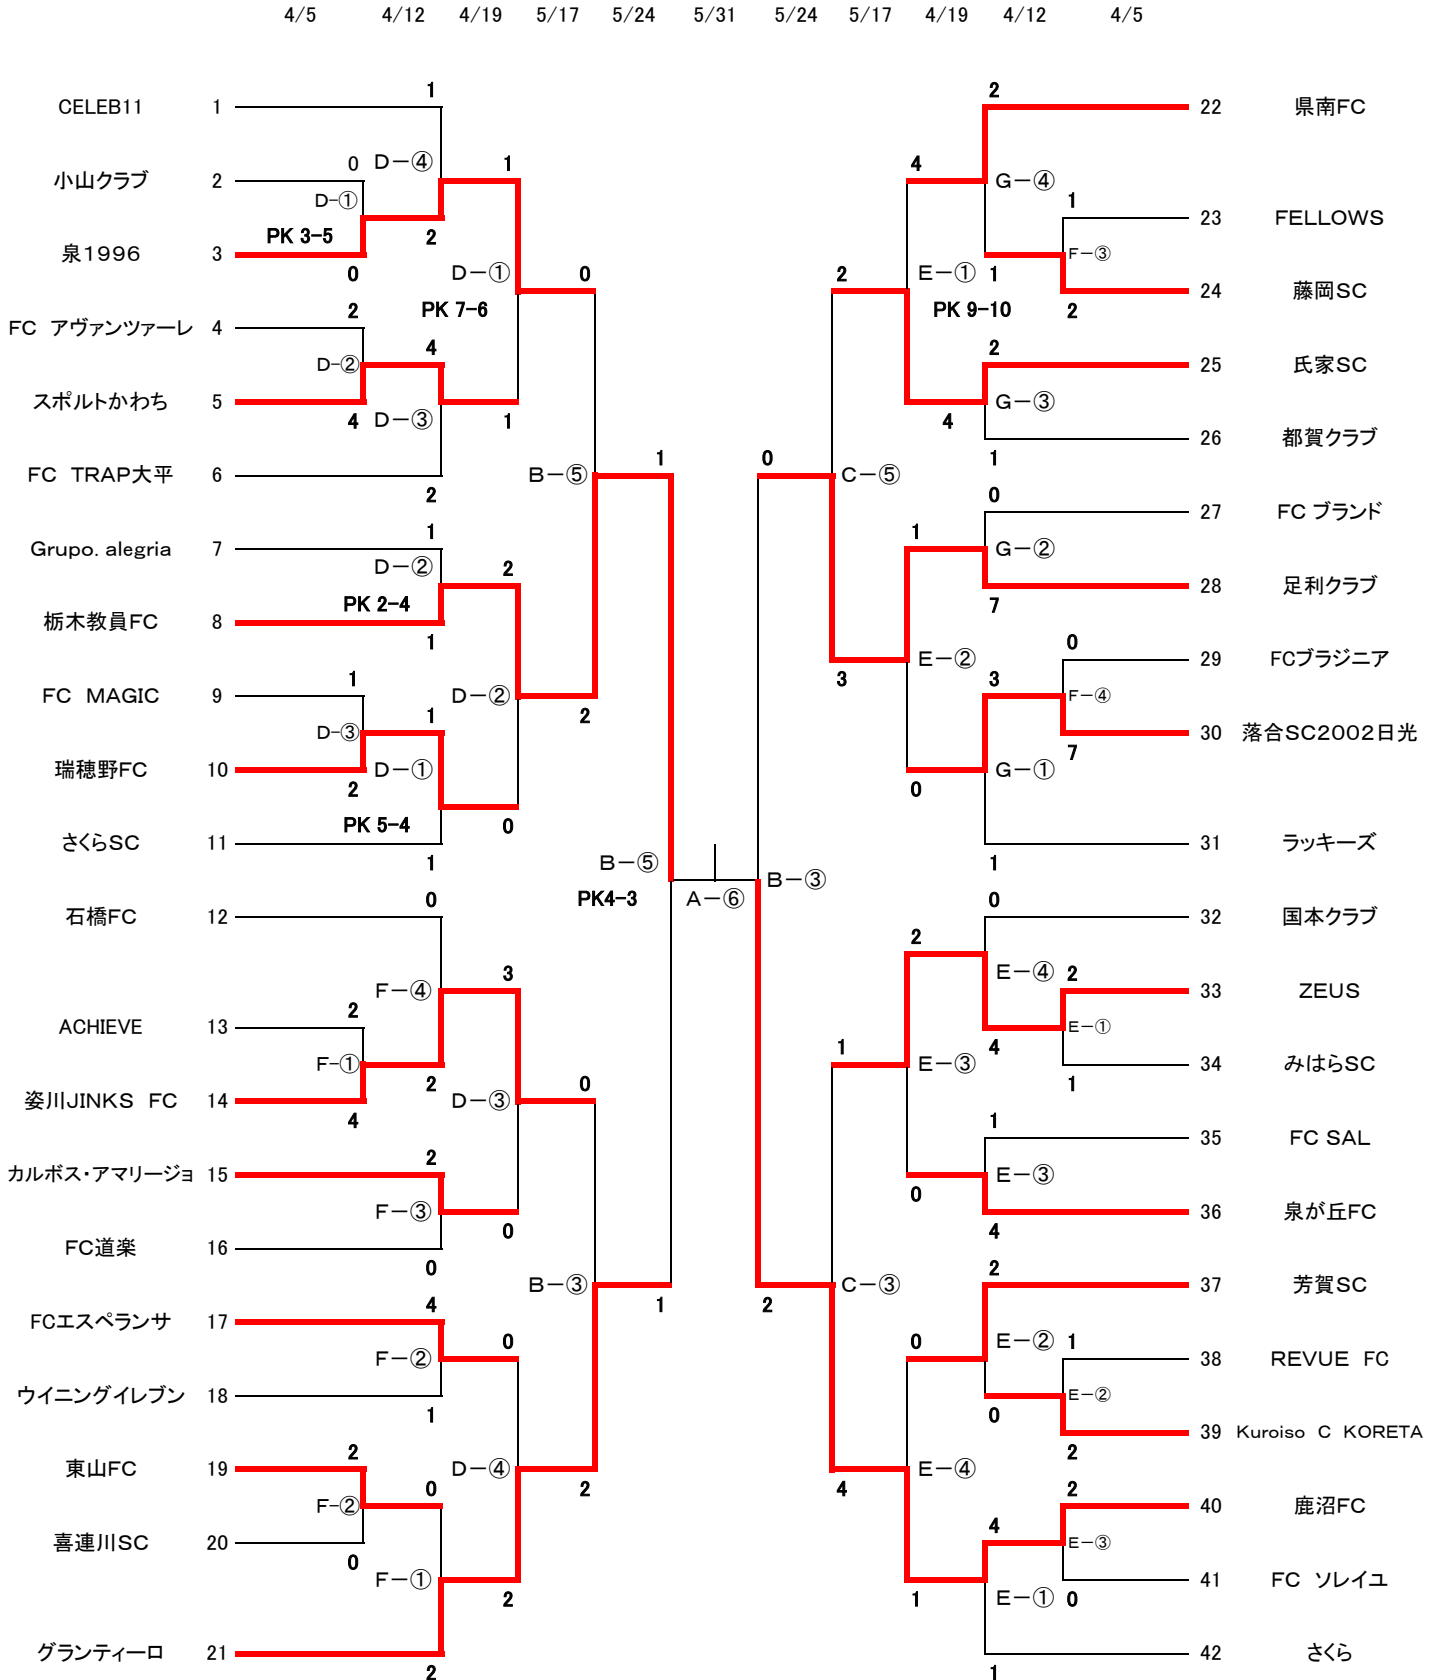 4/5 4/12 4/19 5/17 5/24 5/31 5/24 5/17 4/19 4/12 4/5
1 2
CELEB11 1 22 県南FC
0 D－④ 1 4 G－④
小山クラブ 2 D-① 1
PK 3-5 2 23 FELLOWS
泉1996 3 F－③
0 D－① 0 2 E－① 1
24 藤岡SC
2 PK 7-6 PK 9-10 2
FC アヴァンツァーレ 4
D-② 4 2
25 氏家SC
スポルトかわち 5 G－③
4 D－③ 1 4
26 都賀クラブ
1 0 1
FC TRAP大平 6 B－⑤ C－⑤
2 0
27 FC ブランド
1 1
Grupo. alegria 7 G－②
D－② 2
28 足利クラブ
PK 2-4 7
栃木教員FC 8
1 0
E－② 29 FCブラジニア
1 3
FC MAGIC 9 D－② 3 F－④
1 2
D-③ 30 落合SC2002日光
瑞穂野FC 10 D－① G－① 7
2 0
PK 5-4 0
さくらSC 11 31 ラッキーズ
1 B－⑤ B－③ 1
PK4-3 A－⑥
0 0
石橋FC 12 32 国本クラブ
2
3 E－④ 2
F－④ 33 ZEUS
2
ACHIEVE 13 E－①
F-① 1 4
2 0 E－③ 34 みはらSC
姿川JINKS FC 14 D－③ 1
4 1
35 FC SAL
2
カルボス・アマリージョ 15 E－③
F－③ 0 0
36 泉が丘FC
FC道楽 16 4
0 2
B－③ C－③ 37 芳賀SC
4 1 2
FCエスペランサ 17 0 0 E－② 1
F－② 38 REVUE FC
ウイニングイレブン 18 E－②
1 0
39 Kuroiso C KORETA
2 2
東山FC 19 D－④ E－④
F-② 0 2 4 2
40 鹿沼FC
4
喜連川SC 20 E－③
0 F－① 41 FC ソレイユ
2 1 E－① 0
グランティーロ 21 42 さくら
2 1